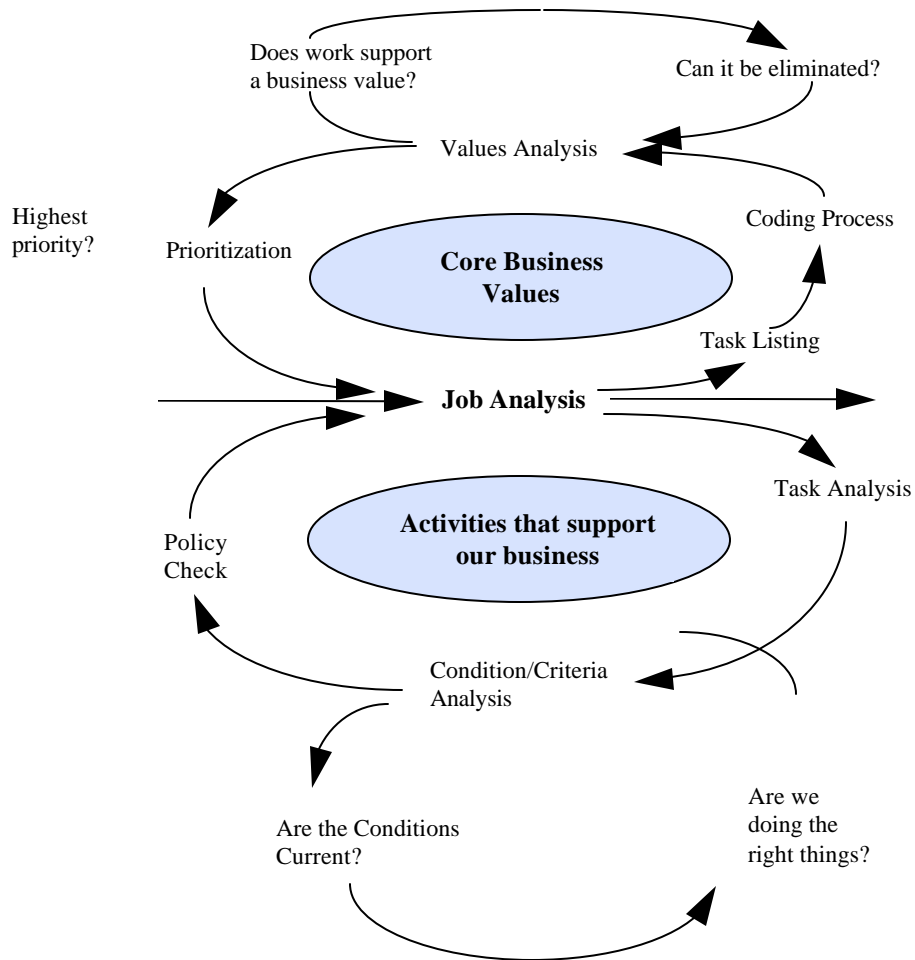 Does work support
a business value?
Can it be eliminated?
Values Analysis
Highest
priority?
Prioritization
Coding Process
Core Business
Values
Task Listing
Job Analysis
Task Analysis
Activities that support
our business
Policy
Check
Condition/Criteria
Analysis
Are the Conditions
Current?
Are we
doing the
right things?